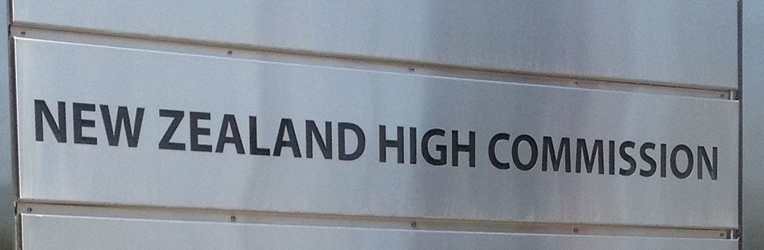 NEW ZEALAND HIGH COMMISSION